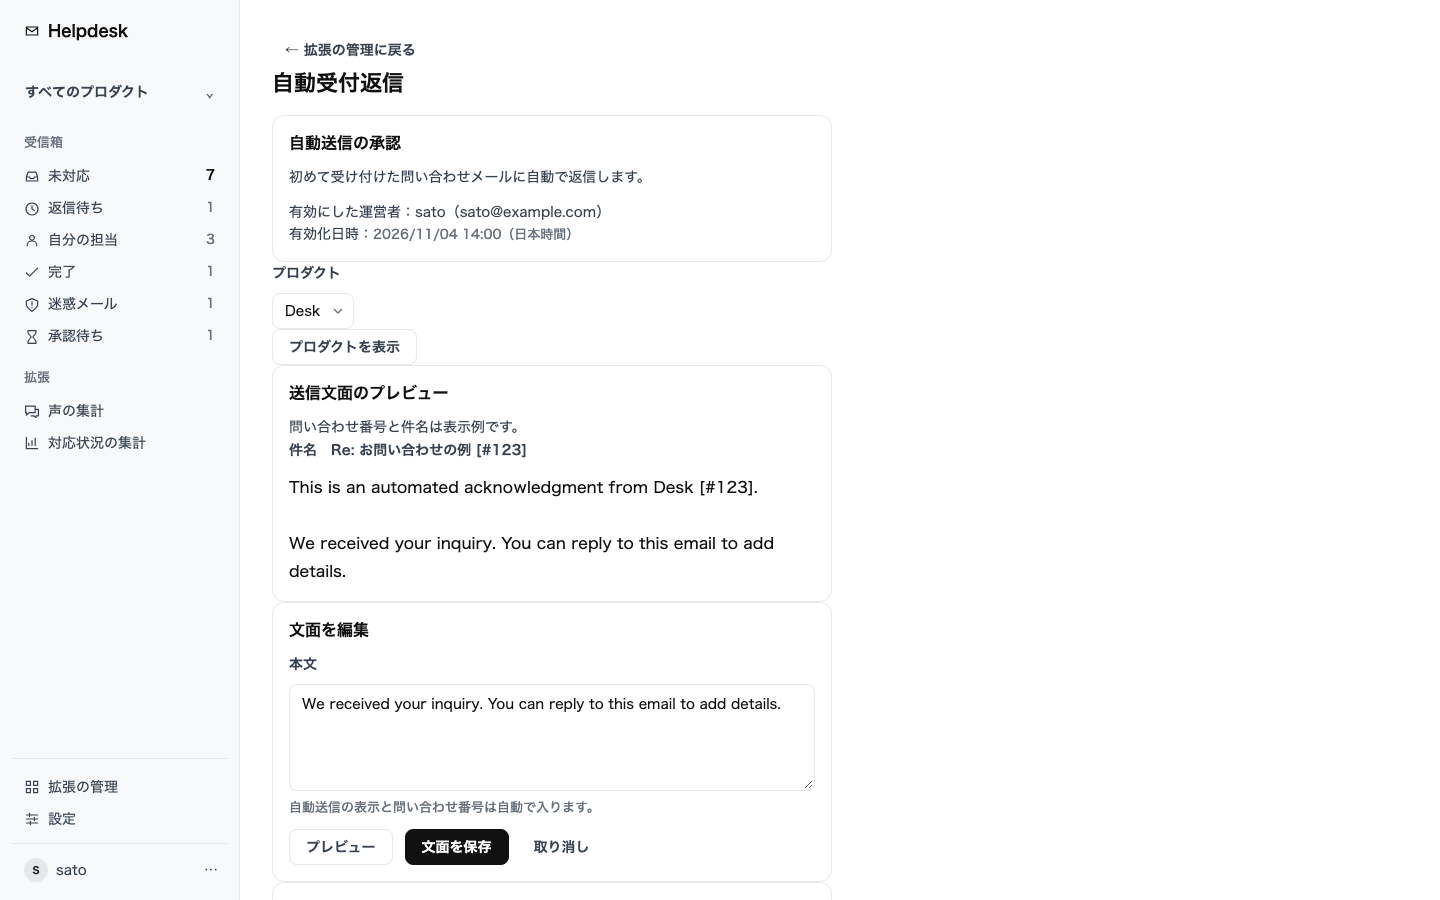 Helpdesk
すべてのプロダクト
受信箱
未対応 7
返信待ち 1
自分の担当 3
完了 1
迷惑メール 1
承認待ち 1
拡張
声の集計
対応状況の集計
拡張の管理
設定
S sato …
← 拡張の管理に戻る
自動受付返信
自動送信の承認
初めて受け付けた問い合わせメールに自動で返信します。
有効にした運営者：sato（sato@example.com）
有効化日時：2026/11/04 14:00（日本時間）
プロダクト
Desk
プロダクトを表示
送信文面のプレビュー
問い合わせ番号と件名は表示例です。
件名　Re: お問い合わせの例 [#123]
This is an automated acknowledgment from Desk [#123].
We received your inquiry. You can reply to this email to add
details.
文面を編集
本文
We received your inquiry. You can reply to this email to add details.
自動送信の表示と問い合わせ番号は自動で入ります。
プレビュー 文面を保存 取り消し